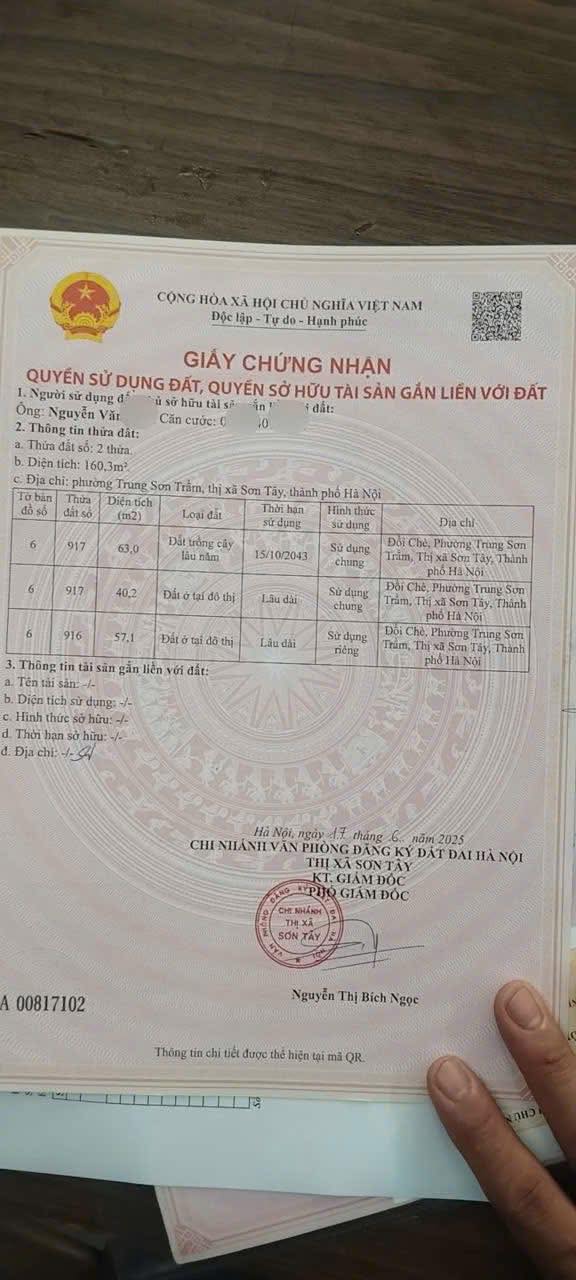 CỘNG HÒA XÃ HỘI CHỦ NGHĨA VIỆT NAM
Độc lập - Tự do - Hạnh phúc
GIẤY CHỨNG NHẬN
QUYỀN SỬ DỤNG ĐẤT, QUYỀN SỞ HỮU TÀI SẢN GẮN LIỀN VỚI ĐẤT
1. Người sử dụng sở hữu tài đất:
Ông: Nguyễn Căn cước:
2. Thông tin thửa đất:
a. Thửa đất số: 2 thửa.
b. Diện tích: 160,3m².
c. Địa chỉ: phường Trung Sơn Trầm, thị xã Sơn Tây, thành phố Hà Nội
Tờ bản đồ số Thửa đất số Diện tích (m2) Loại đất Thời hạn sử dụng Hình thức sử dụng Địa chỉ
6 917 63,0 Đất trồng cây lâu năm 15/10/2043 Sử dụng chung Đồi Chè, Phường Trung Sơn Trầm, Thị xã Sơn Tây, Thành phố Hà Nội
6 917 40,2 Đất ở tại đô thị Lâu dài Sử dụng chung Đồi Chè, Phường Trung Sơn Trầm, Thị xã Sơn Tây, Thành phố Hà Nội
6 916 57,1 Đất ở tại đô thị Lâu dài Sử dụng riêng Đồi Chè, Phường Trung Sơn Trầm, Thị xã Sơn Tây, Thành phố Hà Nội
3. Thông tin tài sản gắn liền với đất:
a. Tên tài sản: -/-
b. Diện tích sử dụng: -/-
c. Hình thức sở hữu: -/-
d. Thời hạn sở hữu: -/-
đ. Địa chỉ: -/-
Hà Nội, ngày 17 tháng 6 năm 2025
CHI NHÁNH VĂN PHÒNG ĐĂNG KÝ ĐẤT ĐAI HÀ NỘI
THỊ XÃ SƠN TÂY
KT. GIÁM ĐỐC
PHÓ GIÁM ĐỐC
VĂN PHÒNG ĐĂNG KÝ ĐẤT ĐAI HÀ NỘI
CHI NHÁNH
THỊ XÃ
SƠN TÂY
Nguyễn Thị Bích Ngọc
A 00817102
Thông tin chi tiết được thể hiện tại mã QR.